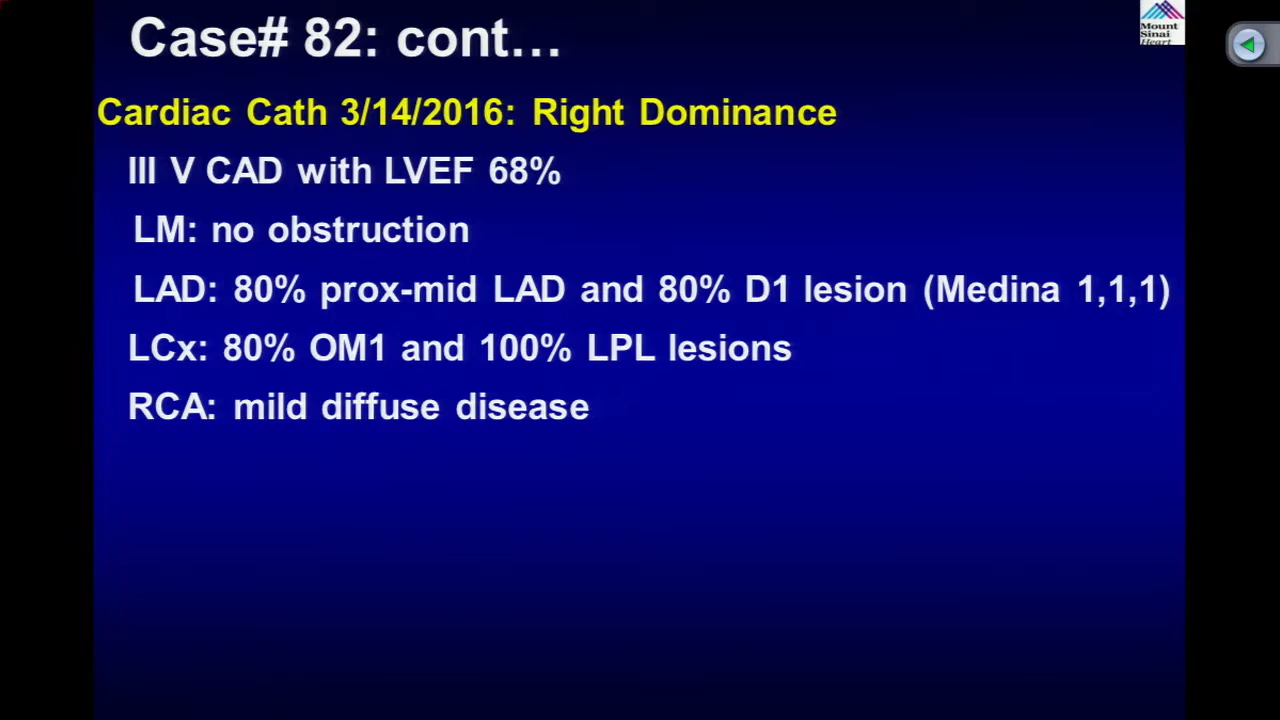 Case# 82: cont…
Mount
Sinai
Heart
Cardiac Cath 3/14/2016: Right Dominance
III V CAD with LVEF 68%
LM: no obstruction
LAD: 80% prox-mid LAD and 80% D1 lesion (Medina 1,1,1)
LCx: 80% OM1 and 100% LPL lesions
RCA: mild diffuse disease